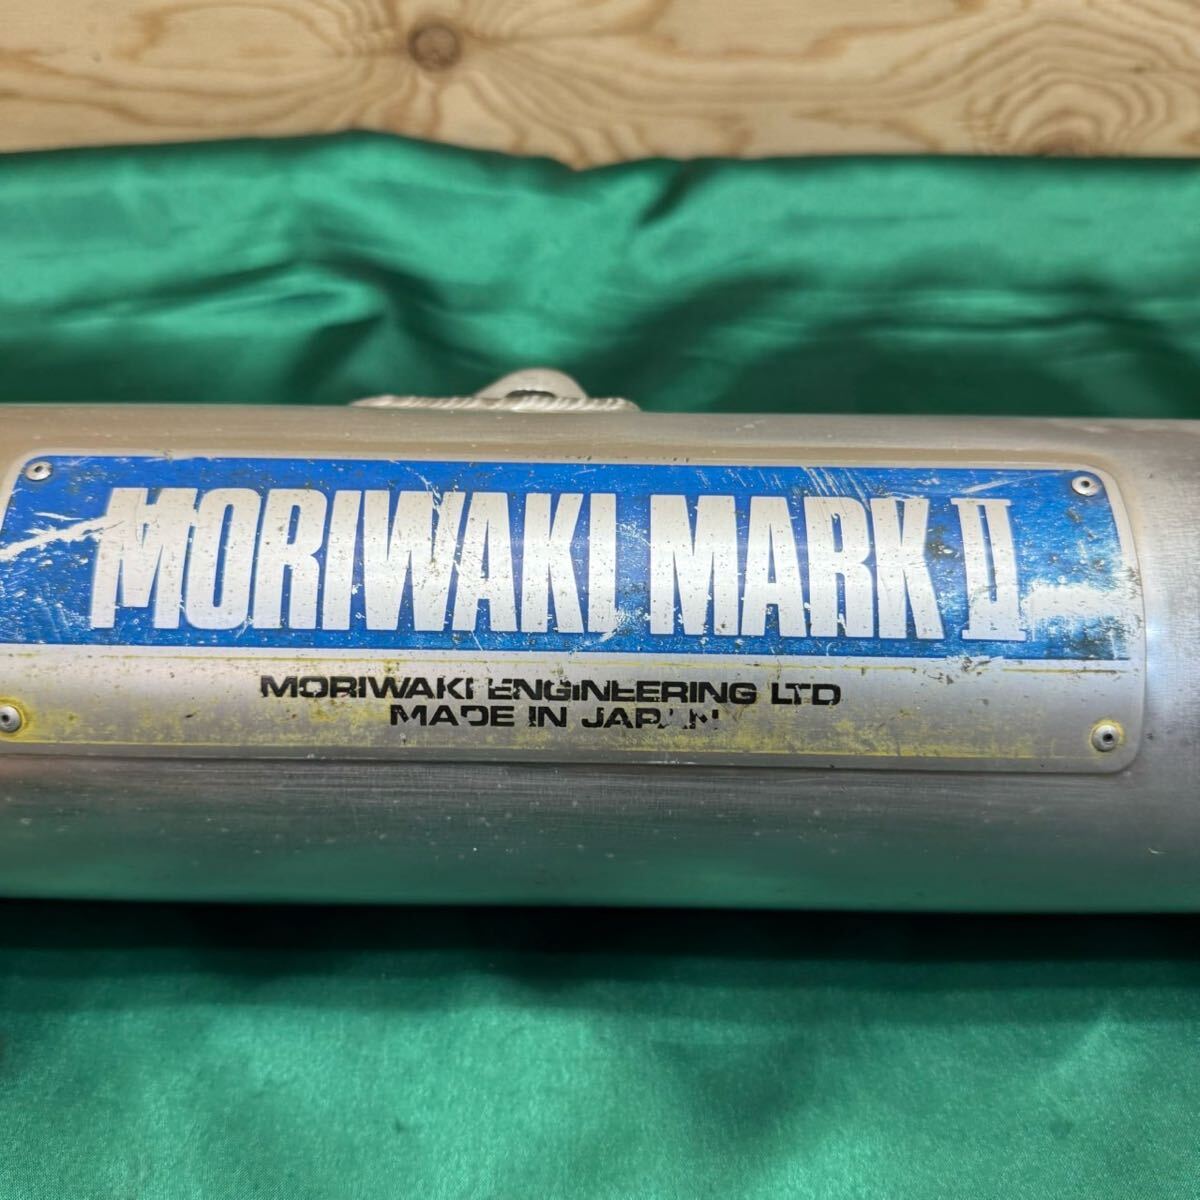 MORIWAKI MARK II
MORIWAKI ENGINEERING LTD
MADE IN JAPAN